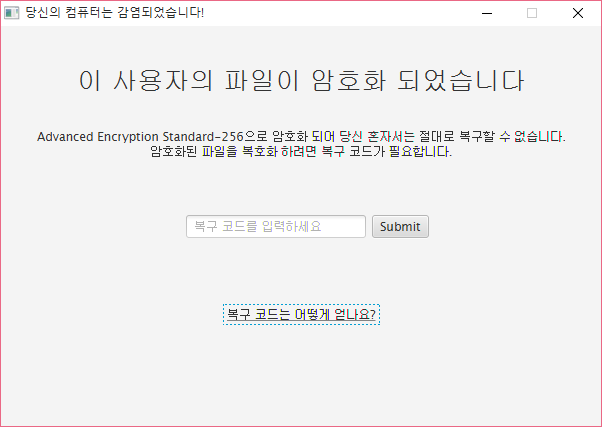 당신의 컴퓨터는 감염되었습니다!
이 사용자의 파일이 암호화 되었습니다
Advanced Encryption Standard-256으로 암호화 되어 당신 혼자서는 절대로 복구할 수 없습니다.
암호화된 파일을 복호화 하려면 복구 코드가 필요합니다.
복구 코드를 입력하세요 Submit
복구 코드는 어떻게 얻나요?